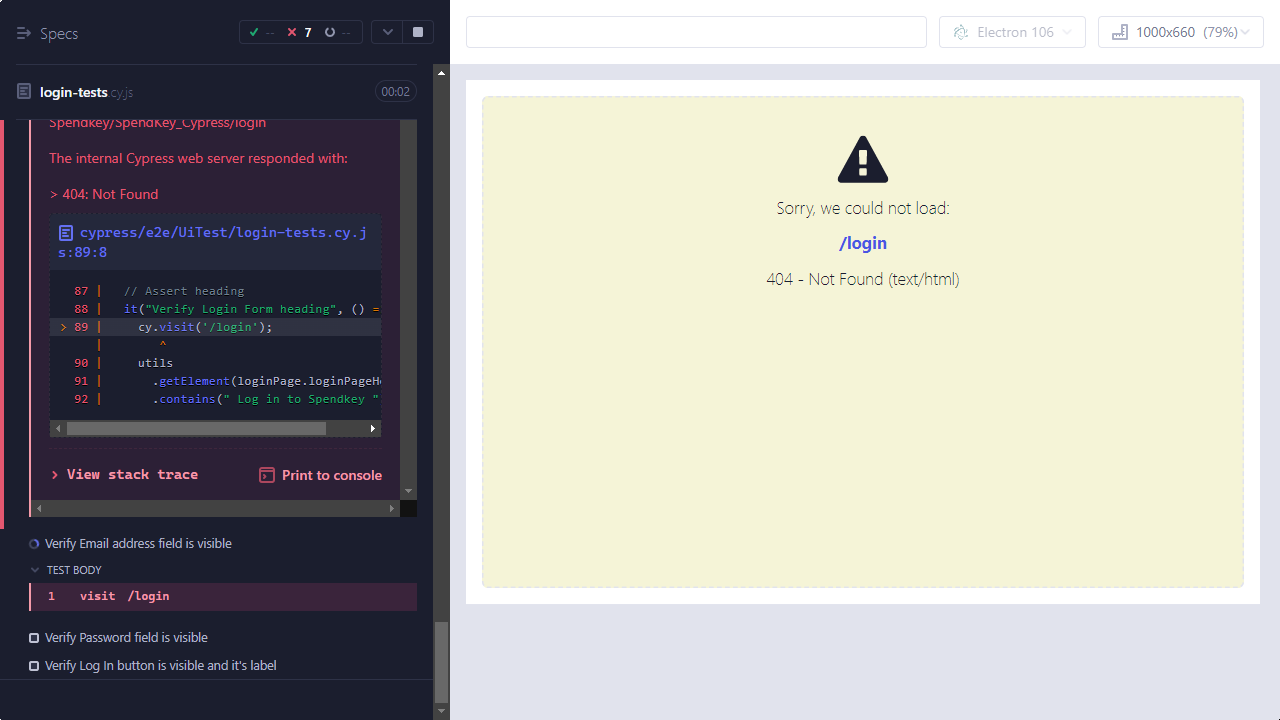 Specs
-- 7 --
login-tests.cy.js
00:02
Spendkey/SpendKey_Cypress/login
The internal Cypress web server responded with:
> 404: Not Found
cypress/e2e/UiTest/login-tests.cy.j
s:89:8
87 | // Assert heading
88 | it("Verify Login Form heading", () =
> 89 | cy.visit('/login');
| ^
90 | utils
91 | .getElement(loginPage.loginPageHe
92 | .contains(" Log in to Spendkey "
View stack trace
Print to console
Verify Email address field is visible
TEST BODY
1 visit /login
Verify Password field is visible
Verify Log In button is visible and it's label
Electron 106
1000x660 (79%)
Sorry, we could not load:
/login
404 - Not Found (text/html)